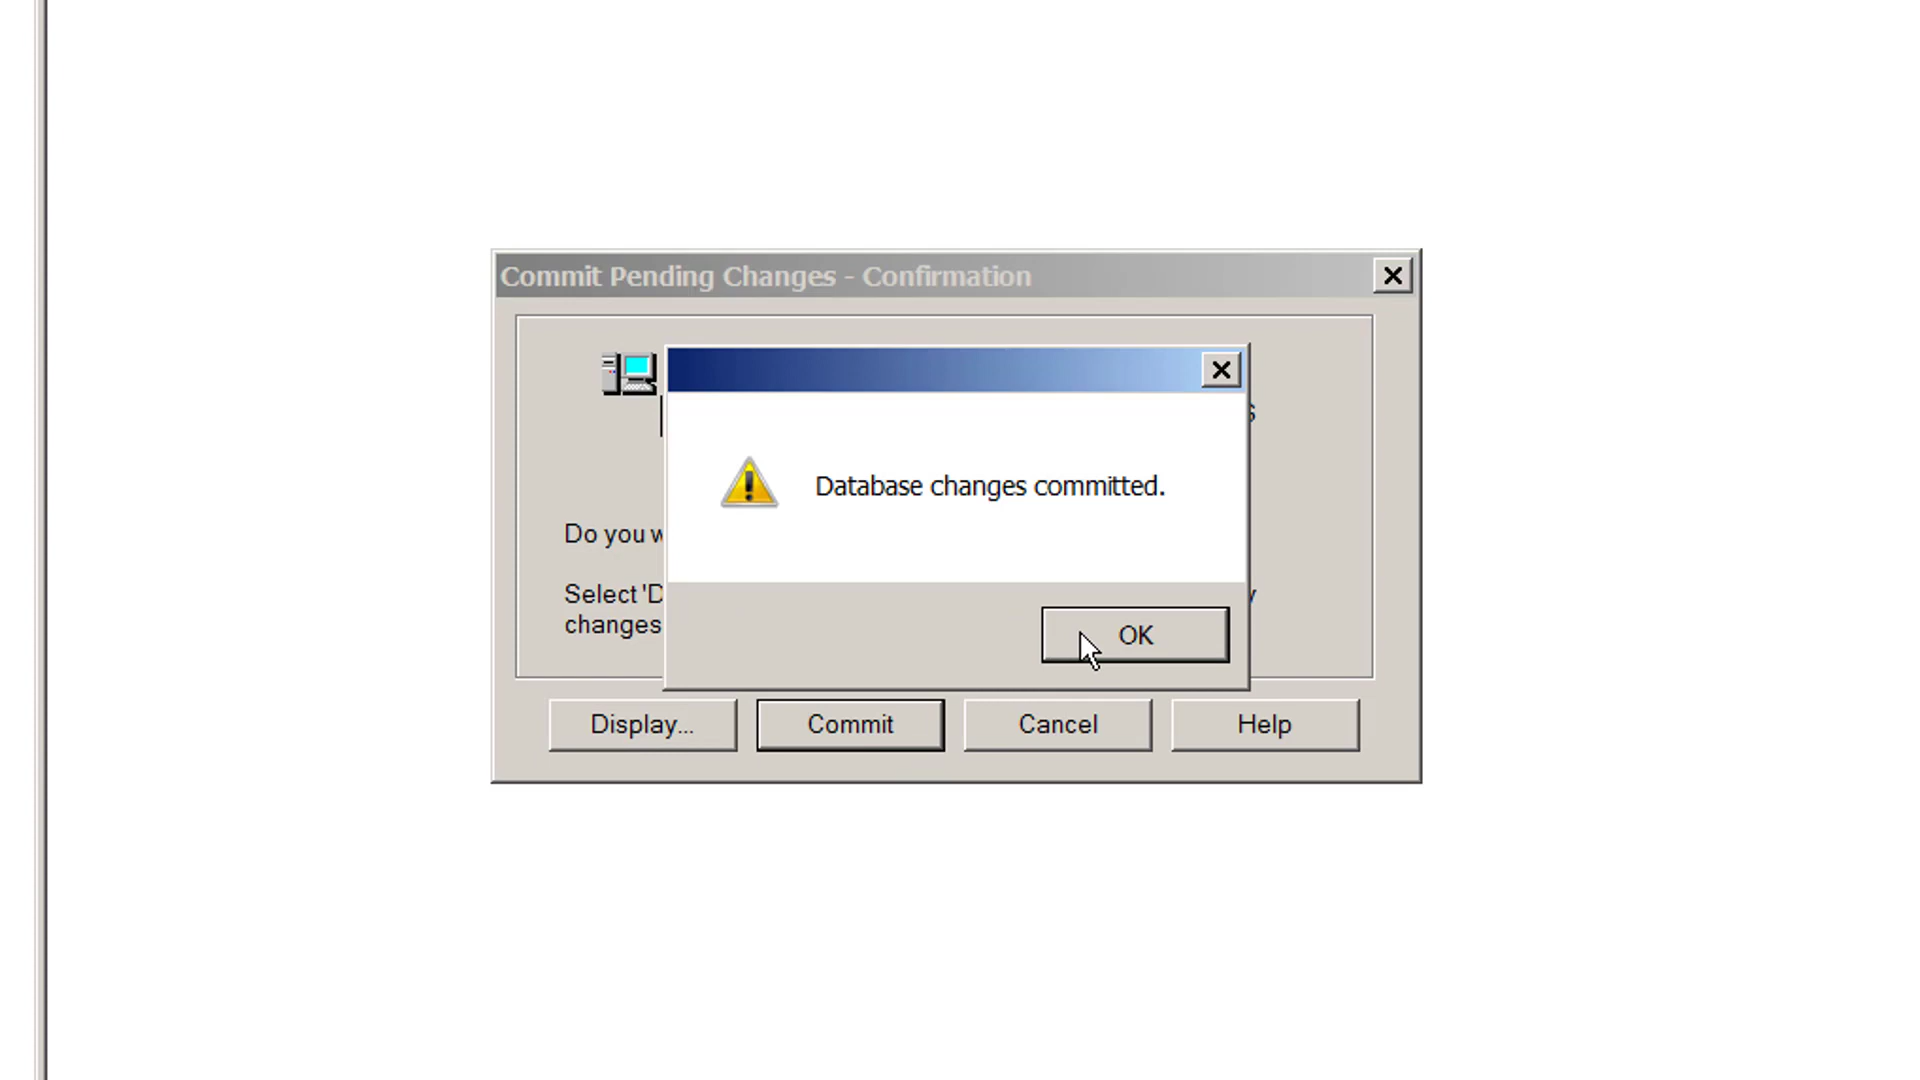 Commit Pending Changes - Confirmation
Database changes committed.
Do you
Select
changes
OK
Display...
Commit
Cancel
Help